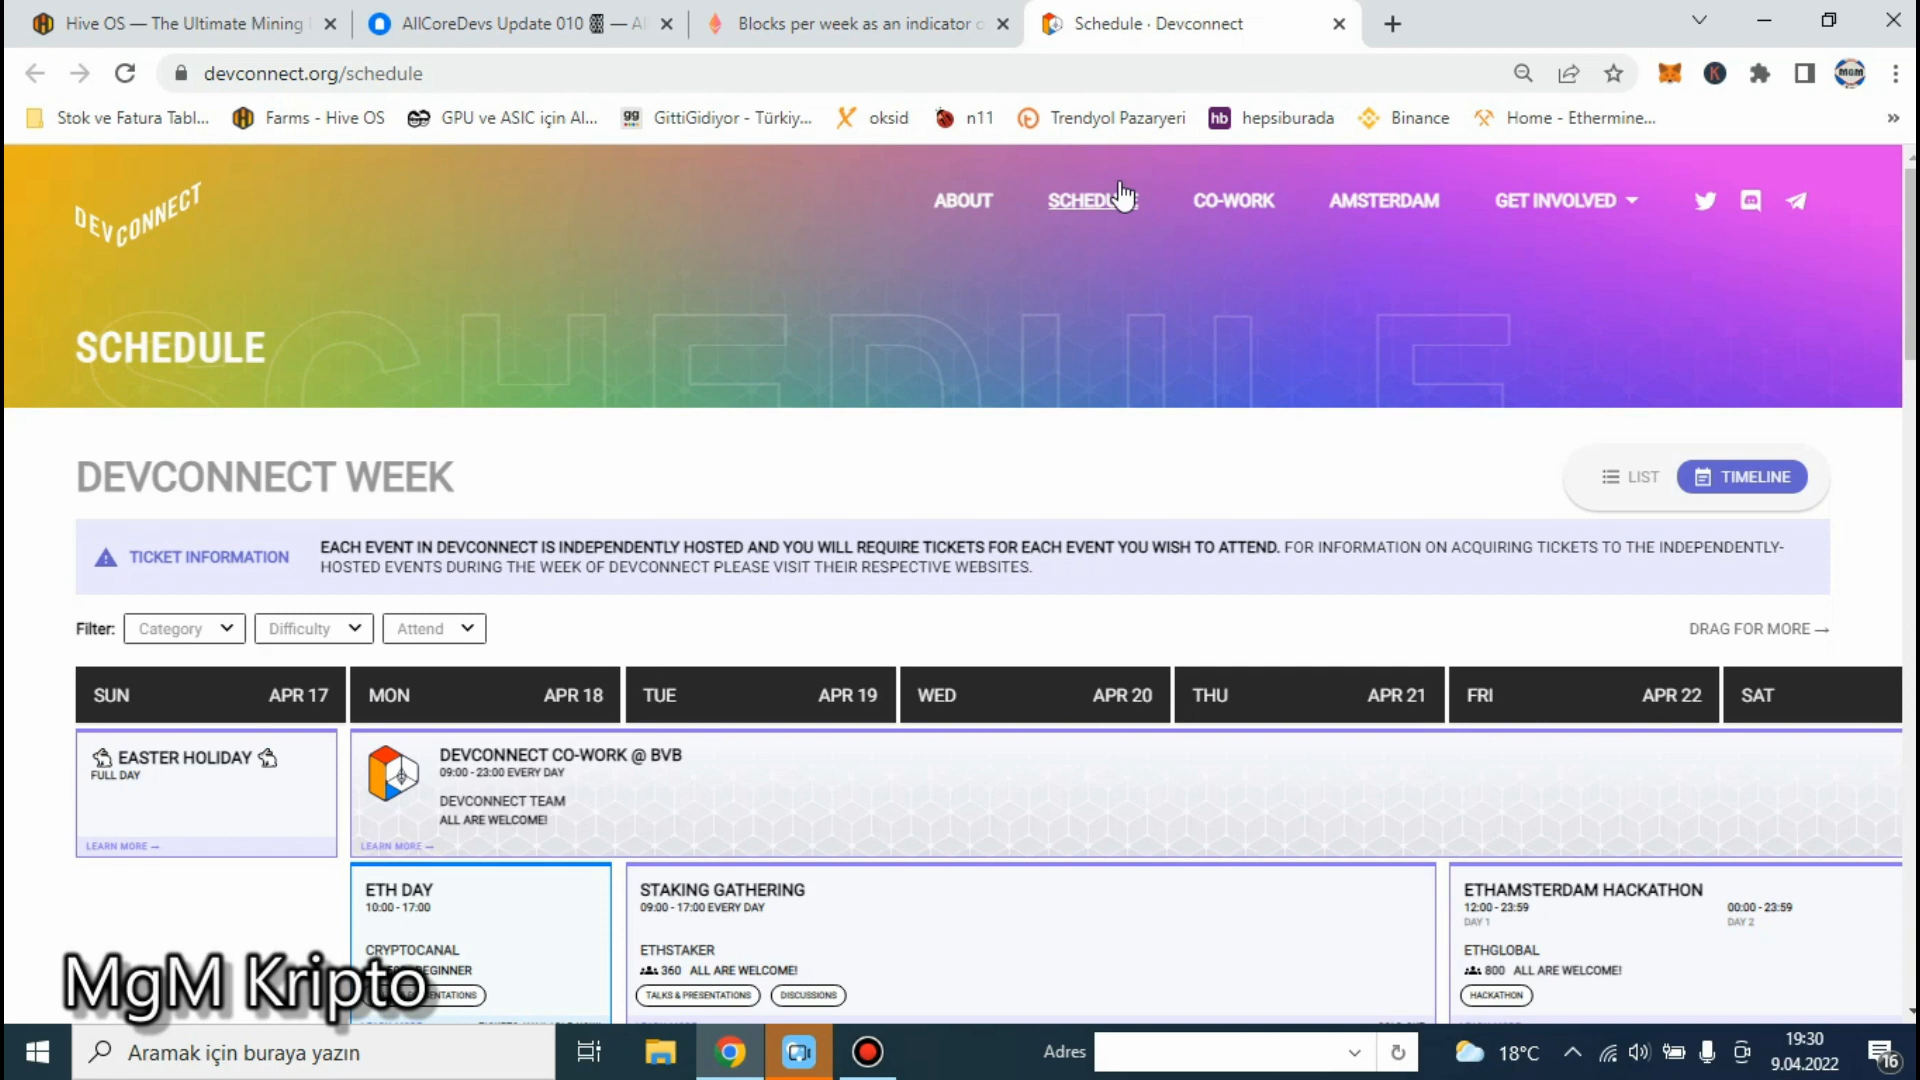 Hive OS — The Ultimate Mining
AllCoreDevs Update 010 — Al
Blocks per week as an indicator o
Schedule · Devconnect
devconnect.org/schedule
Stok ve Fatura Tabl...
Farms - Hive OS
GPU ve ASIC için Al...
gg
GittiGidiyor - Türkiy...
oksid
n11
Trendyol Pazaryeri
hb
hepsiburada
Binance
Home - Ethermine...
DEVCONNECT
ABOUT
SCHEDU
CO-WORK
AMSTERDAM
GET INVOLVED
SCHEDULE
SCHEDULE
DEVCONNECT WEEK
LIST
TIMELINE
TICKET INFORMATION
EACH EVENT IN DEVCONNECT IS INDEPENDENTLY HOSTED AND YOU WILL REQUIRE TICKETS FOR EACH EVENT YOU WISH TO ATTEND. FOR INFORMATION ON ACQUIRING TICKETS TO THE INDEPENDENTLY-
HOSTED EVENTS DURING THE WEEK OF DEVCONNECT PLEASE VISIT THEIR RESPECTIVE WEBSITES.
Filter:
Category
Difficulty
Attend
DRAG FOR MORE →
SUN APR 17
MON APR 18
TUE APR 19
WED APR 20
THU APR 21
FRI APR 22
SAT
EASTER HOLIDAY
FULL DAY
LEARN MORE →
DEVCONNECT CO-WORK @ BVB
09:00 - 23:00 EVERY DAY
DEVCONNECT TEAM
ALL ARE WELCOME!
LEARN MORE →
ETH DAY
10:00 - 17:00
CRYPTOCANAL
STAKING GATHERING
09:00 - 17:00 EVERY DAY
ETHSTAKER
360 ALL ARE WELCOME!
TALKS & PRESENTATIONS
DISCUSSIONS
ETHAMSTERDAM HACKATHON
12:00 - 23:59
DAY 1
00:00 - 23:59
DAY 2
ETHGLOBAL
800 ALL ARE WELCOME!
HACKATHON
MgM Kripto
Aramak için buraya yazın
Adres
18°C
19:30
9.04.2022
16